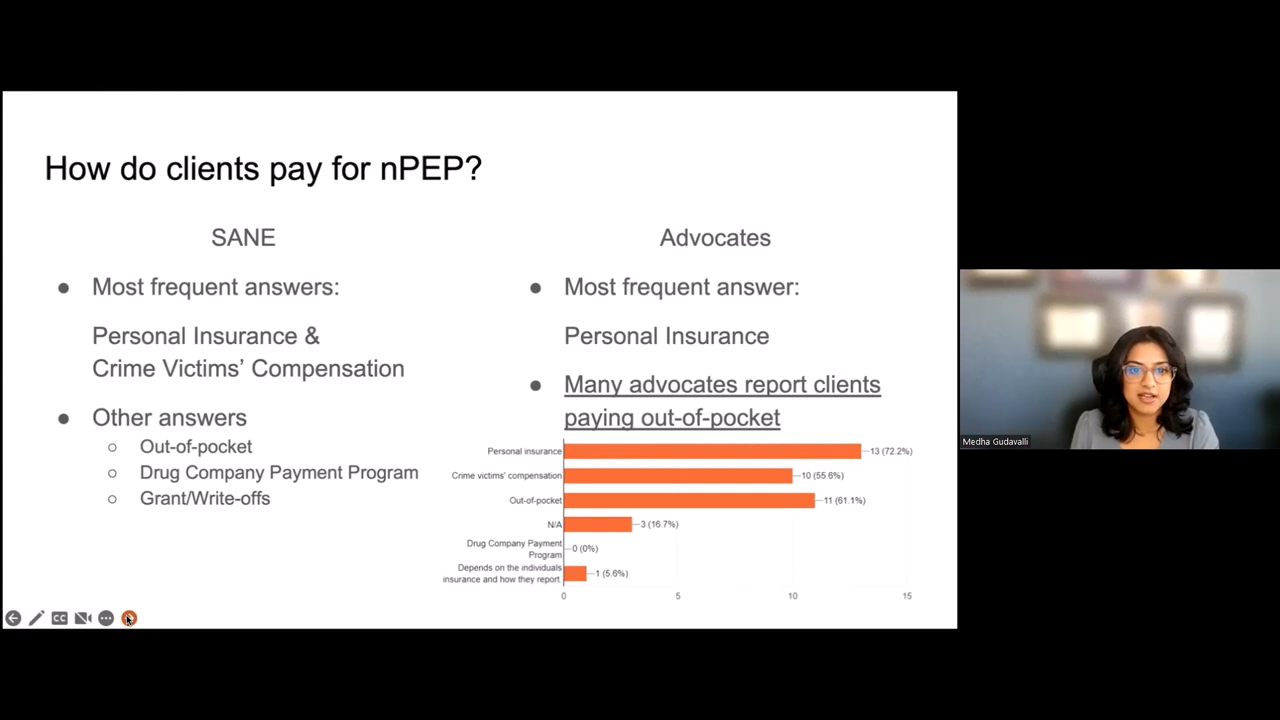 How do clients pay for nPEP?
SANE
● Most frequent answers:
Personal Insurance &
Crime Victims’ Compensation
● Other answers
○ Out-of-pocket
○ Drug Company Payment Program
○ Grant/Write-offs
Advocates
● Most frequent answer:
Personal Insurance
● Many advocates report clients
paying out-of-pocket
Personal insurance 13 (72.2%)
Crime victims' compensation 10 (55.6%)
Out-of-pocket 11 (61.1%)
N/A 3 (16.7%)
Drug Company Payment
Program 0 (0%)
Depends on the individuals
insurance and how they report. 1 (5.6%)
0 5 10 15
CC
Medha Gudavalli